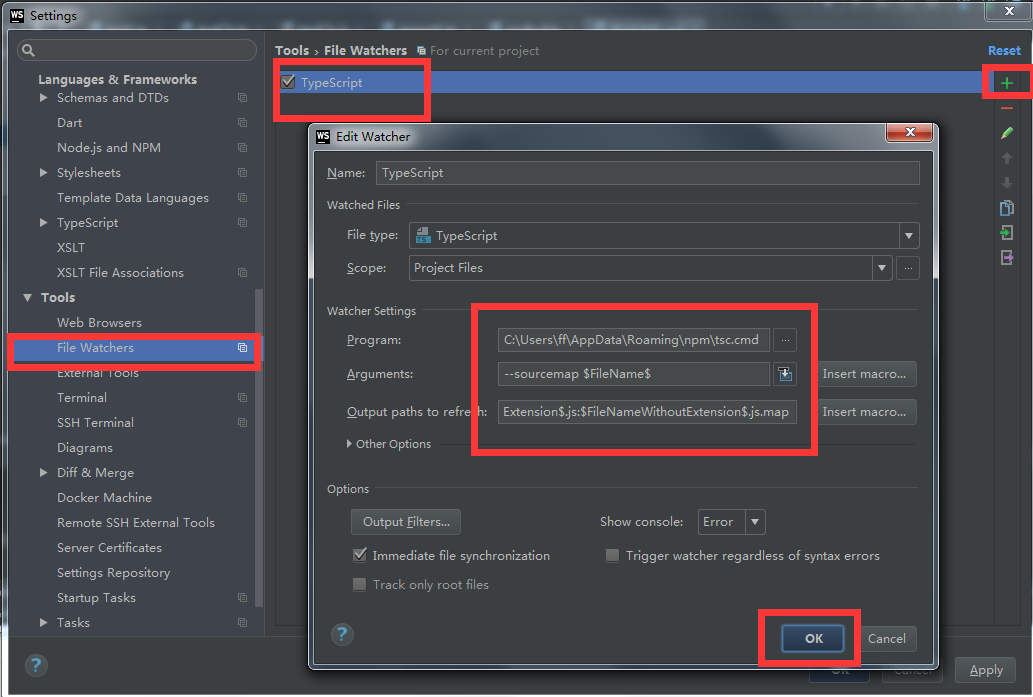 WS Settings
Tools › File Watchers For current project
Reset
Languages & Frameworks
Schemas and DTDs
Dart
Node.js and NPM
Stylesheets
Template Data Languages
TypeScript
XSLT
XSLT File Associations
Tools
Web Browsers
File Watchers
External Tools
Terminal
SSH Terminal
Diagrams
Diff & Merge
Docker Machine
Remote SSH External Tools
Server Certificates
Settings Repository
Startup Tasks
Tasks
TypeScript
WS Edit Watcher
Name: TypeScript
Watched Files
File type: TS TypeScript
Scope: Project Files ...
Watcher Settings
Program: C:\Users\ff\AppData\Roaming\npm\tsc.cmd ...
Arguments: --sourcemap $FileName$ Insert macro...
Output paths to refresh: Extension$.js:$FileNameWithoutExtension$.js.map Insert macro...
Other Options
Options
Output Filters... Show console: Error
Immediate file synchronization Trigger watcher regardless of syntax errors
Track only root files
? OK Cancel
? OK Cancel Apply